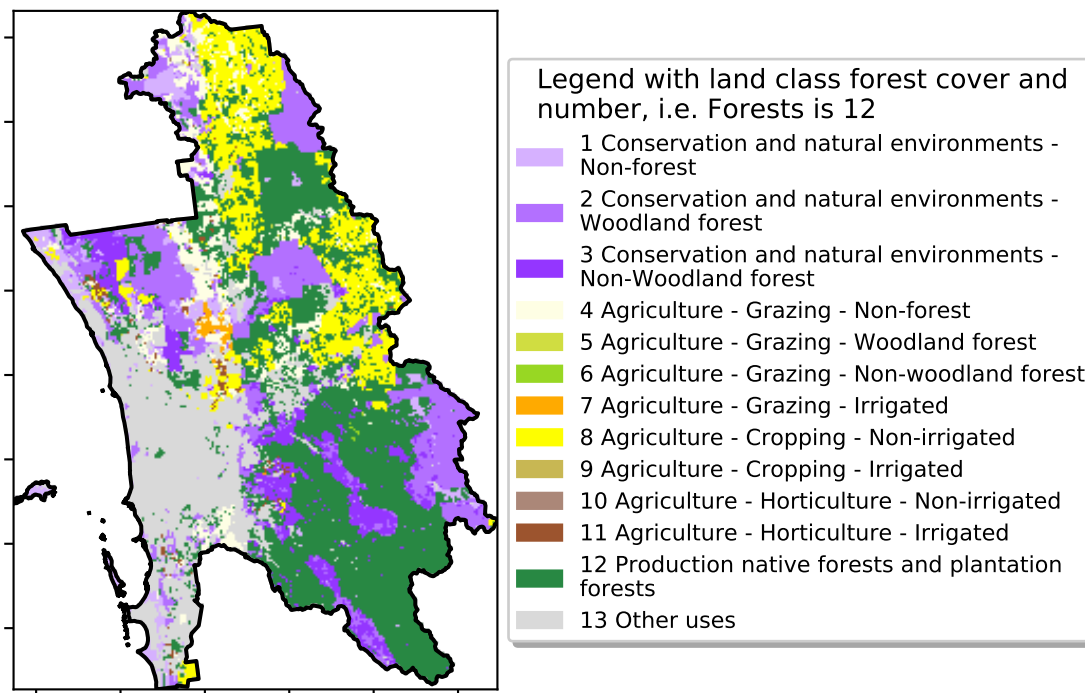 Legend with land class forest cover and
number, i.e. Forests is 12
1 Conservation and natural environments -
Non-forest
2 Conservation and natural environments -
Woodland forest
3 Conservation and natural environments -
Non-Woodland forest
4 Agriculture - Grazing - Non-forest
5 Agriculture - Grazing - Woodland forest
6 Agriculture - Grazing - Non-woodland forest
7 Agriculture - Grazing - Irrigated
8 Agriculture - Cropping - Non-irrigated
9 Agriculture - Cropping - Irrigated
10 Agriculture - Horticulture - Non-irrigated
11 Agriculture - Horticulture - Irrigated
12 Production native forests and plantation
forests
13 Other uses